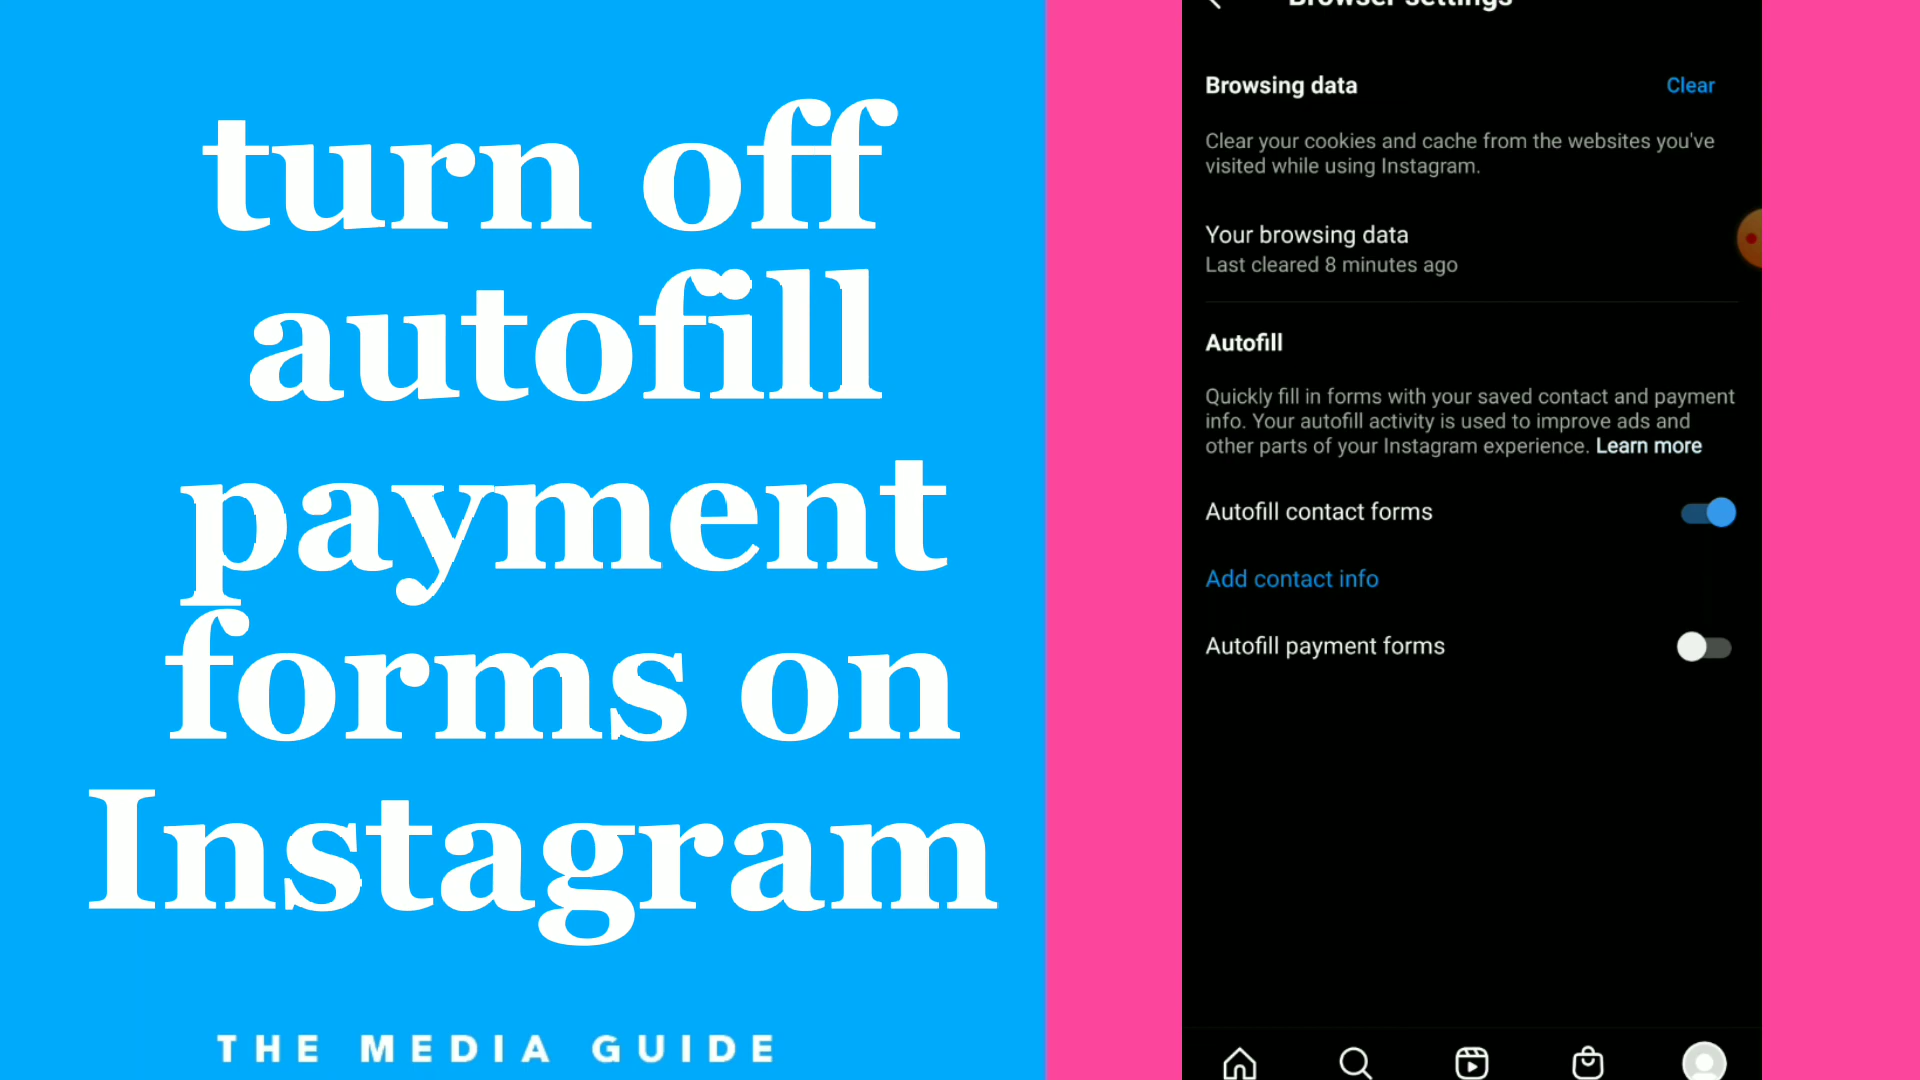 turn off
autofill
payment
forms on
Instagram
THE MEDIA GUIDE
Browser settings
Browsing data
Clear
Clear your cookies and cache from the websites you've
visited while using Instagram.
Your browsing data
Last cleared 8 minutes ago
Autofill
Quickly fill in forms with your saved contact and payment
info. Your autofill activity is used to improve ads and
other parts of your Instagram experience. Learn more
Autofill contact forms
Add contact info
Autofill payment forms